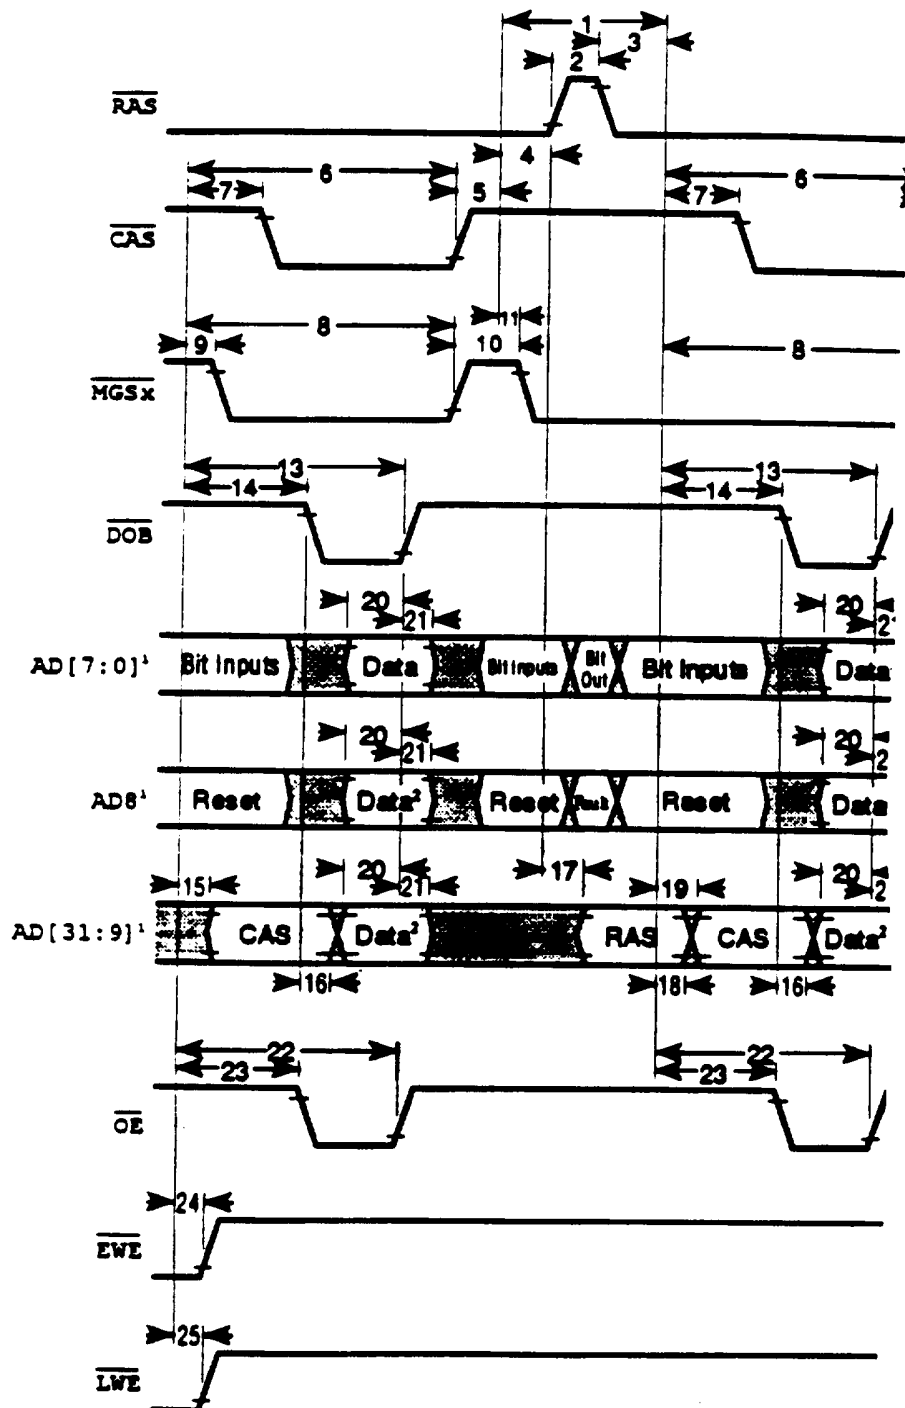 1
3
2
RAS
4
6
6
7
5
7
CAS
11
8
9
10
8
MGSx
13
13
14
14
DOB
20
20
21
AD[7:0]¹
Bit Inputs
Data
Bit Inputs
Bit Out
Bit Inputs
Data
20
20
21
2
AD8¹
Reset
Data²
Reset
Reset
Data
20
20
15
21
17
19
2
AD[31:9]¹
CAS
Data²
RAS
CAS
Data²
16
18
16
22
22
23
23
OE
24
EWE
25
LWE